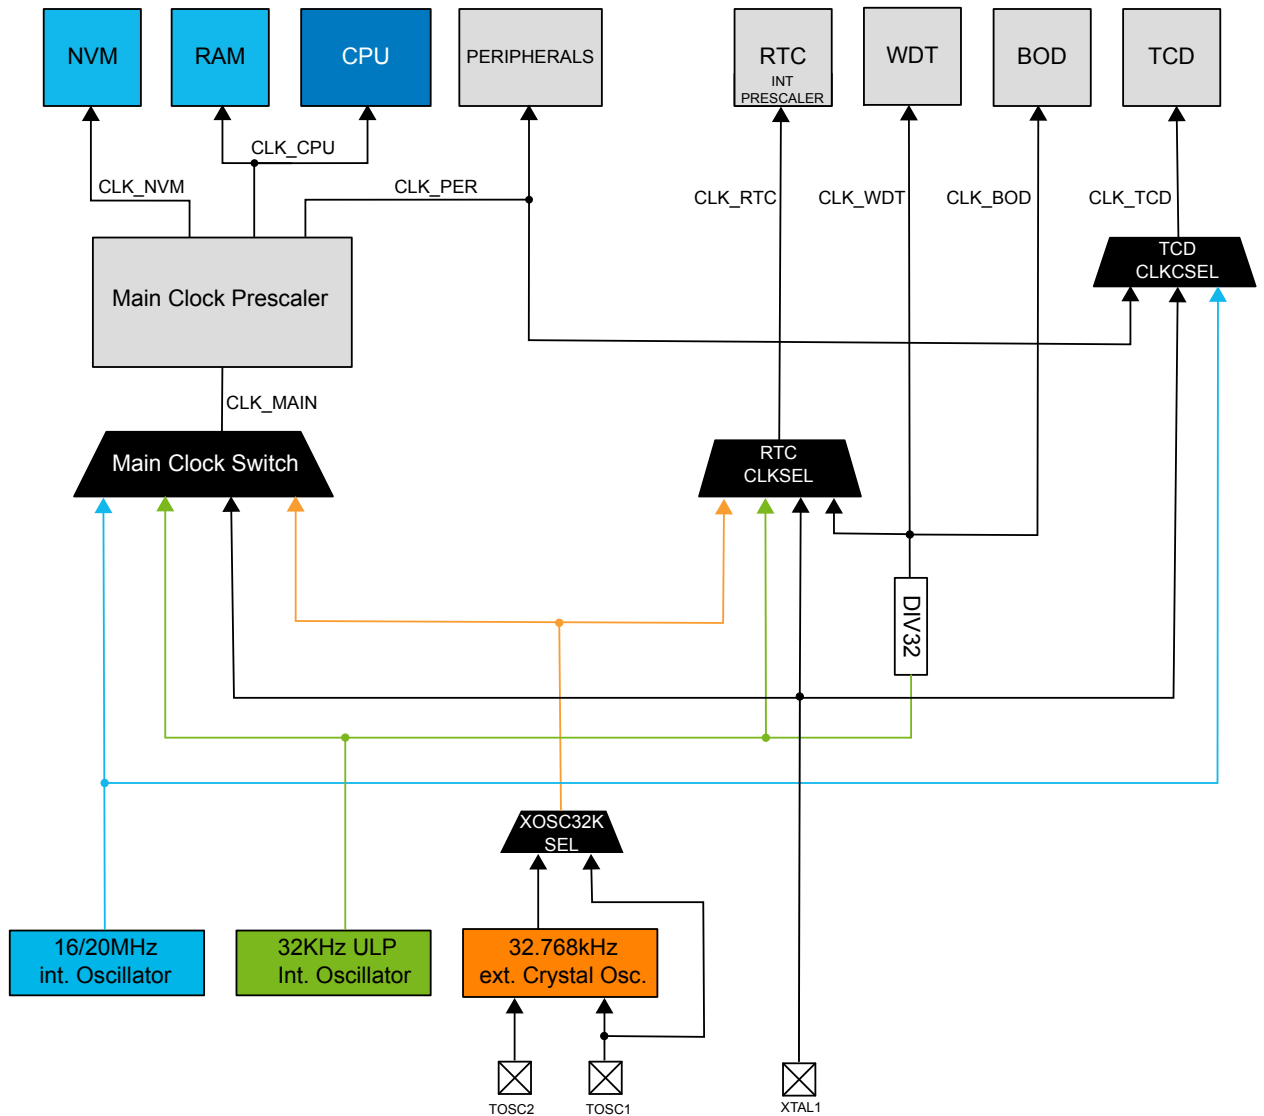 NVM
RAM
CPU
PERIPHERALS
RTC
INT
PRESCALER
WDT
BOD
TCD
CLK_CPU
CLK_NVM
CLK_PER
CLK_RTC
CLK_WDT
CLK_BOD
CLK_TCD
TCD
CLKCSEL
Main Clock Prescaler
CLK_MAIN
Main Clock Switch
RTC
CLKSEL
DIV32
XOSC32K
SEL
16/20MHz
int. Oscillator
32KHz ULP
Int. Oscillator
32.768kHz
ext. Crystal Osc.
TOSC2
TOSC1
XTAL1